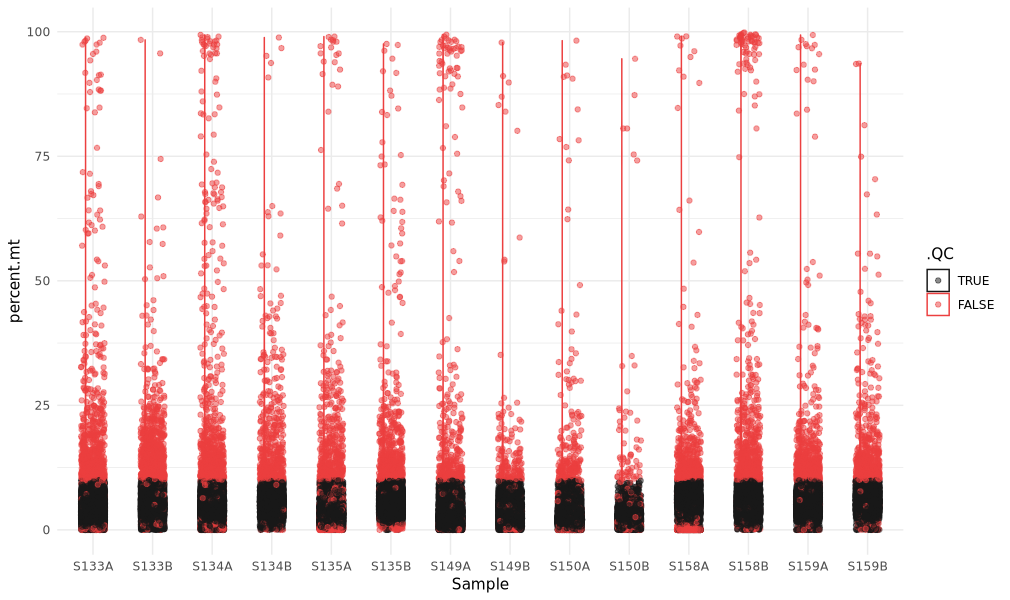 100
75
50
25
0
percent.mt
S133A S133B S134A S134B S135A S135B S149A S149B S150A S150B S158A S158B S159A S159B
Sample
.QC
TRUE
FALSE